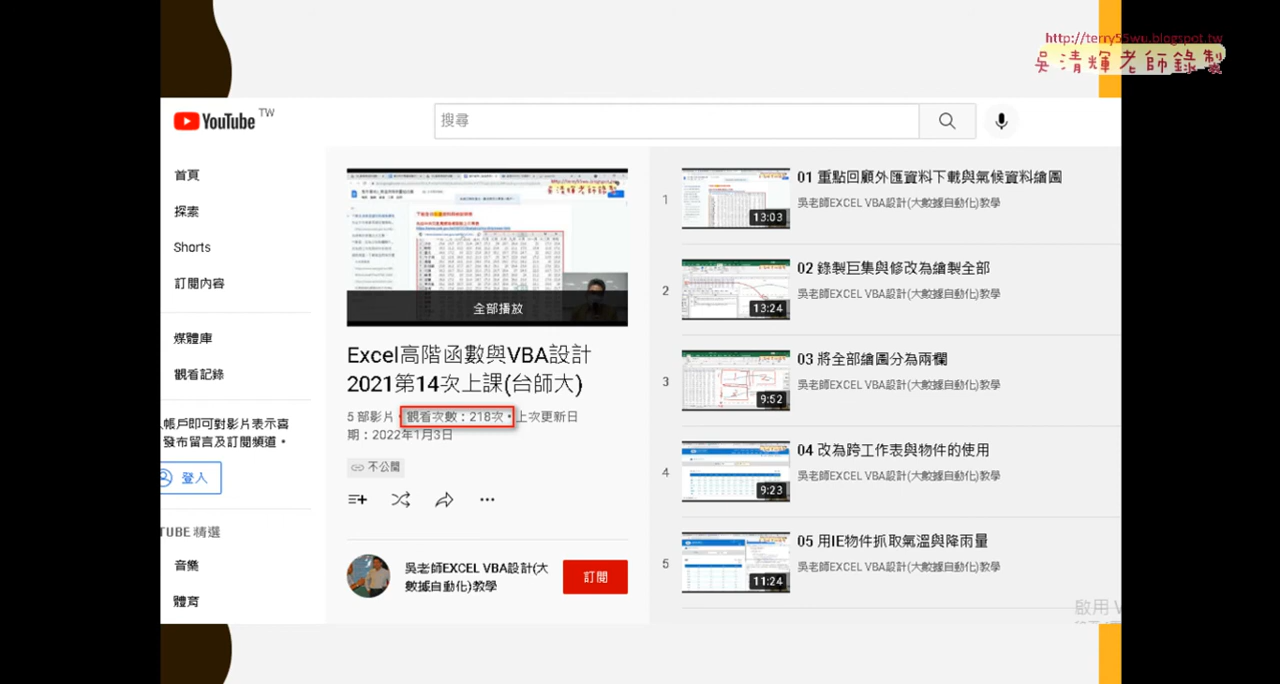 http://terry55wu.blogspot.tw
吳清輝老師錄製
YouTube TW
搜尋
首頁
探索
Shorts
訂閱內容
媒體庫
觀看記錄
帳戶即可對影片表示喜
發布留言及訂閱頻道。
登入
TUBE 精選
音樂
體育
全部播放
Excel高階函數與VBA設計
2021第14次上課(台師大)
5 部影片・觀看次數：218次・上次更新日
期：2022年1月3日
不公開
吳老師EXCEL VBA設計(大
數據自動化)教學
訂閱
1
13:03
01 重點回顧外匯資料下載與氣候資料繪圖
吳老師EXCEL VBA設計(大數據自動化)教學
2
13:24
02 錄製巨集與修改為繪製全部
吳老師EXCEL VBA設計(大數據自動化)教學
3
9:52
03 將全部繪圖分為兩欄
吳老師EXCEL VBA設計(大數據自動化)教學
4
9:23
04 改為跨工作表與物件的使用
吳老師EXCEL VBA設計(大數據自動化)教學
5
11:24
05 用IE物件抓取氣溫與降雨量
吳老師EXCEL VBA設計(大數據自動化)教學
啟用